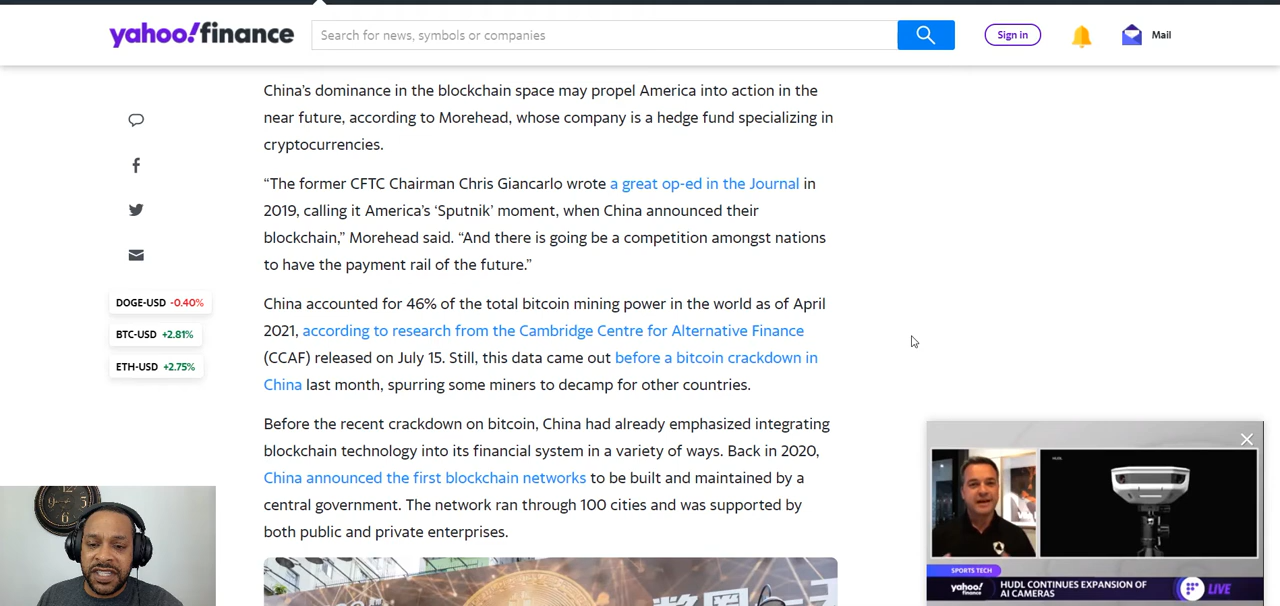 yahoo!finance
Search for news, symbols or companies
Sign in
Mail
China’s dominance in the blockchain space may propel America into action in the
near future, according to Morehead, whose company is a hedge fund specializing in
cryptocurrencies.
“The former CFTC Chairman Chris Giancarlo wrote a great op-ed in the Journal in
2019, calling it America’s ‘Sputnik’ moment, when China announced their
blockchain,” Morehead said. “And there is going be a competition amongst nations
to have the payment rail of the future.”
DOGE-USD -0.40%
BTC-USD +2.81%
ETH-USD +2.75%
China accounted for 46% of the total bitcoin mining power in the world as of April
2021, according to research from the Cambridge Centre for Alternative Finance
(CCAF) released on July 15. Still, this data came out before a bitcoin crackdown in
China last month, spurring some miners to decamp for other countries.
Before the recent crackdown on bitcoin, China had already emphasized integrating
blockchain technology into its financial system in a variety of ways. Back in 2020,
China announced the first blockchain networks to be built and maintained by a
central government. The network ran through 100 cities and was supported by
both public and private enterprises.
SPORTS TECH
yahoo!
finance
HUDL CONTINUES EXPANSION OF
AI CAMERAS
LIVE